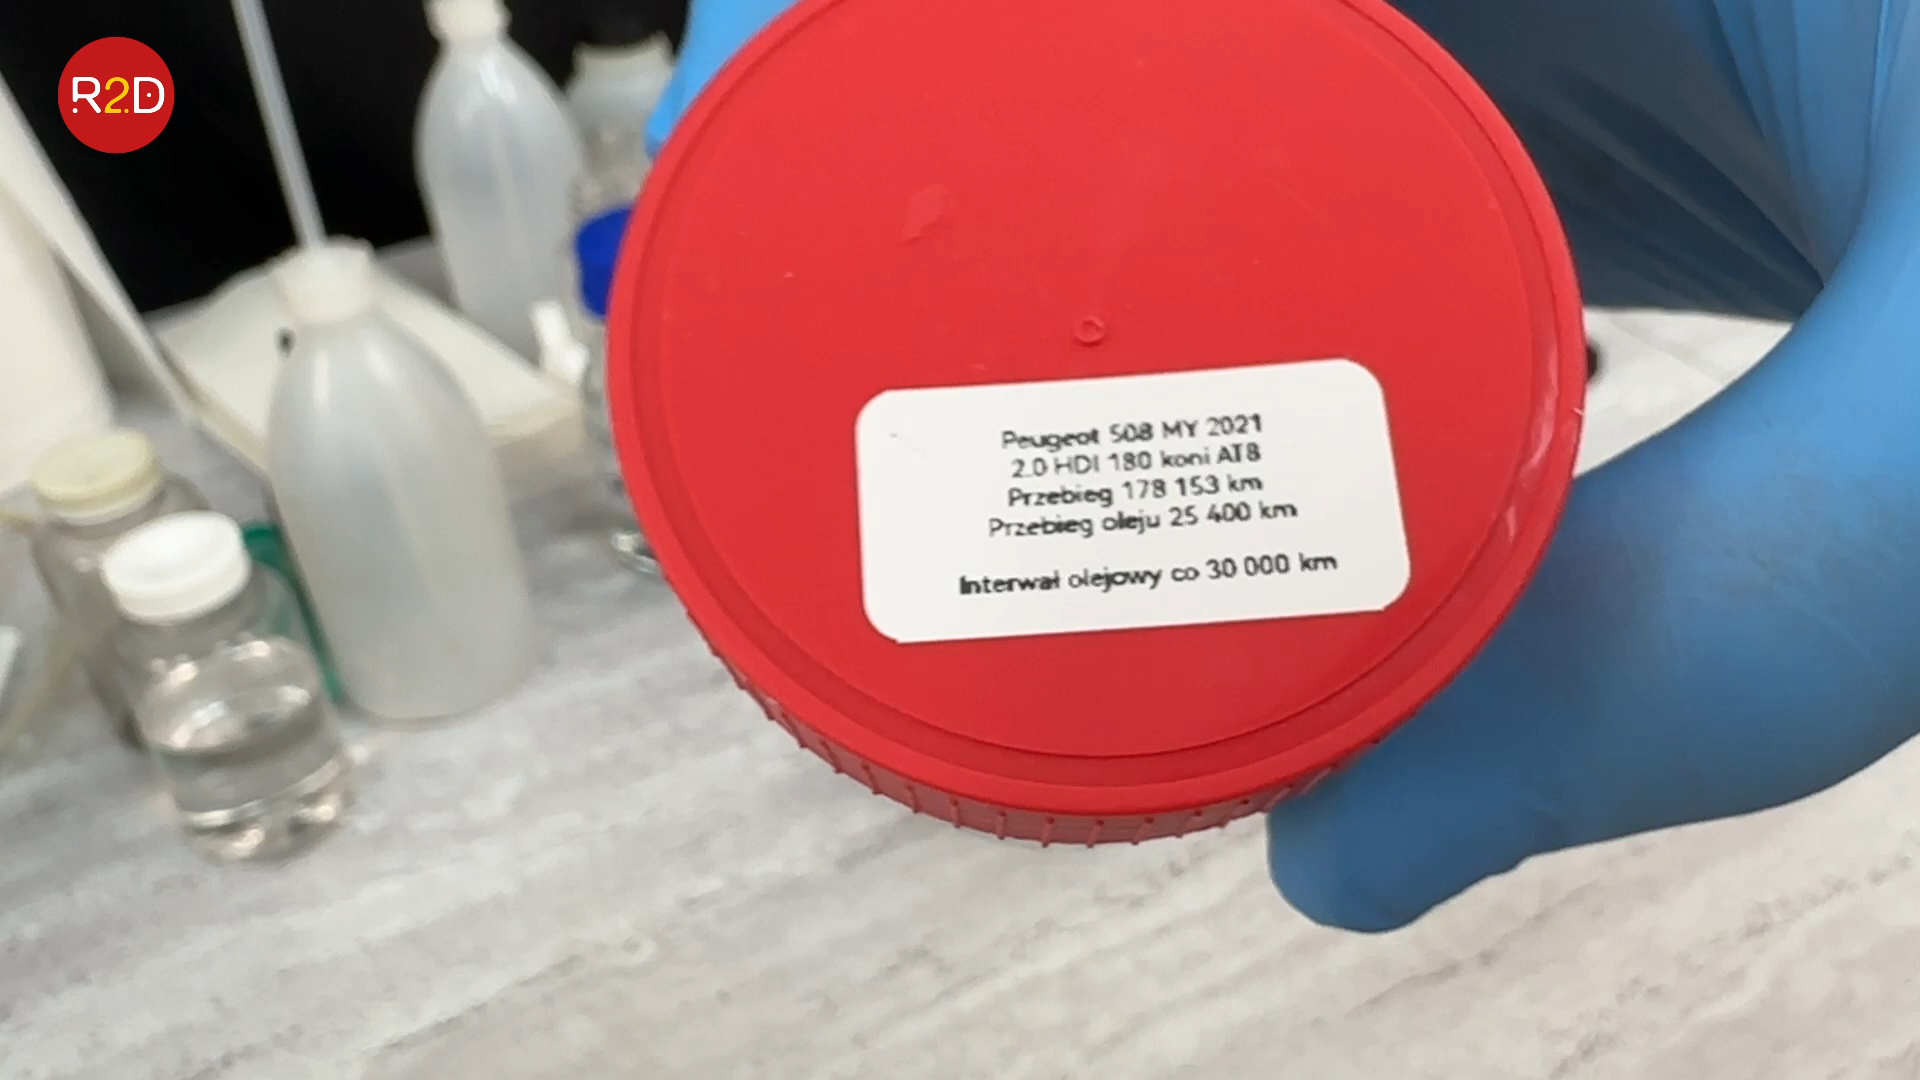 R2D
Peugeot 508 MY 2021
2.0 HDI 180 koni AT8
Przebieg 178 153 km
Przebieg oleju 25 400 km
Interwał olejowy co 30 000 km